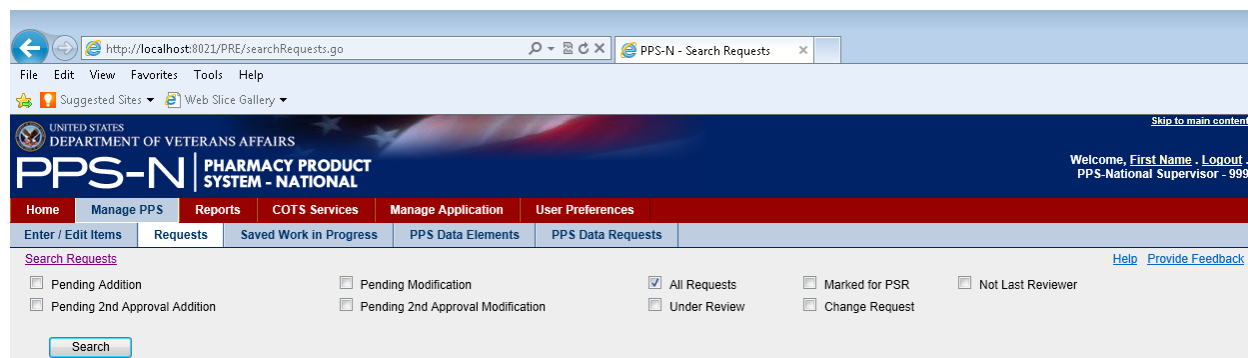 http://localhost:8021/PRE/searchRequests.go
PPS-N - Search Requests
File Edit View Favorites Tools Help
Suggested Sites Web Slice Gallery
Skip to main content
UNITED STATES
DEPARTMENT OF VETERANS AFFAIRS
PPS-N PHARMACY PRODUCT
SYSTEM - NATIONAL
Welcome, First Name . Logout .
PPS-National Supervisor - 999
Home Manage PPS Reports COTS Services Manage Application User Preferences
Enter / Edit Items Requests Saved Work in Progress PPS Data Elements PPS Data Requests
Search Requests Help Provide Feedback
Pending Addition Pending Modification All Requests Marked for PSR Not Last Reviewer
Pending 2nd Approval Addition Pending 2nd Approval Modification Under Review Change Request
Search